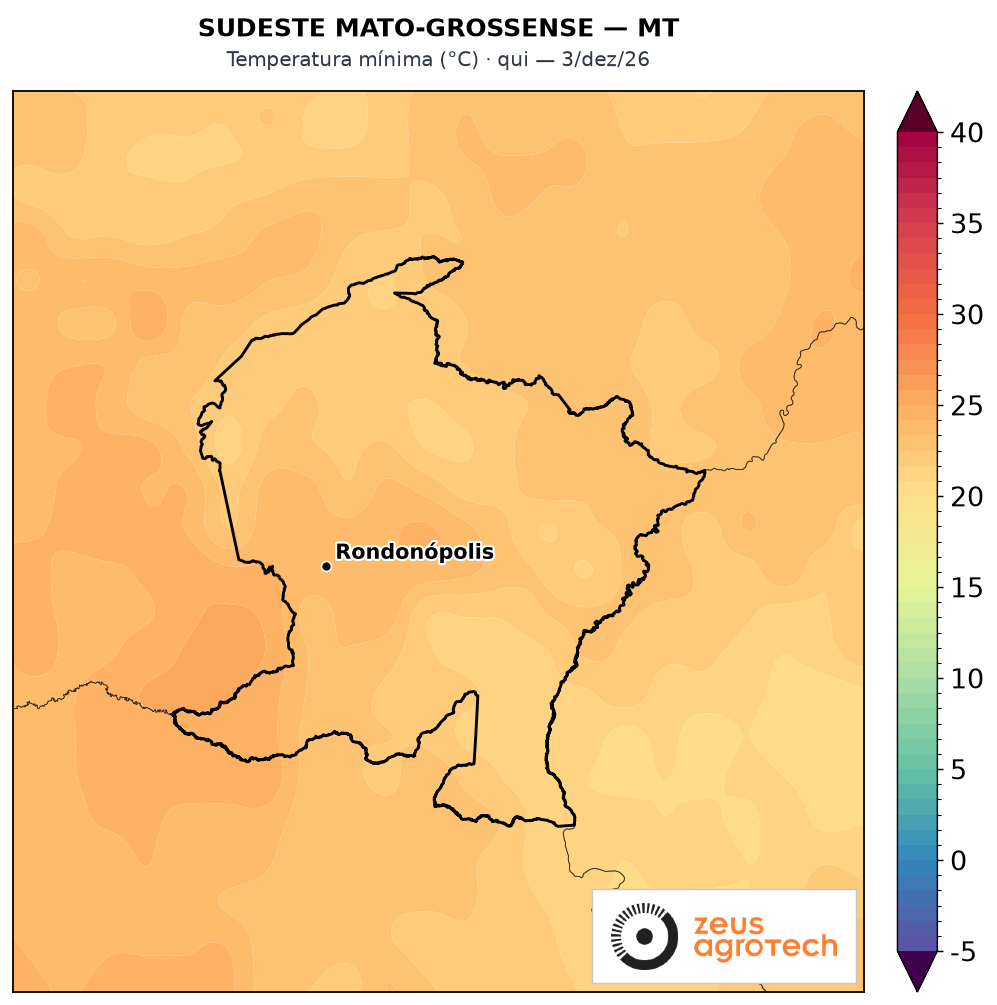 SUDESTE MATO-GROSSENSE — MT
Temperatura mínima (°C) · qui — 3/dez/26
40
35
30
25
20
15
10
5
0
-5
Rondonópolis
zeus
agrotech